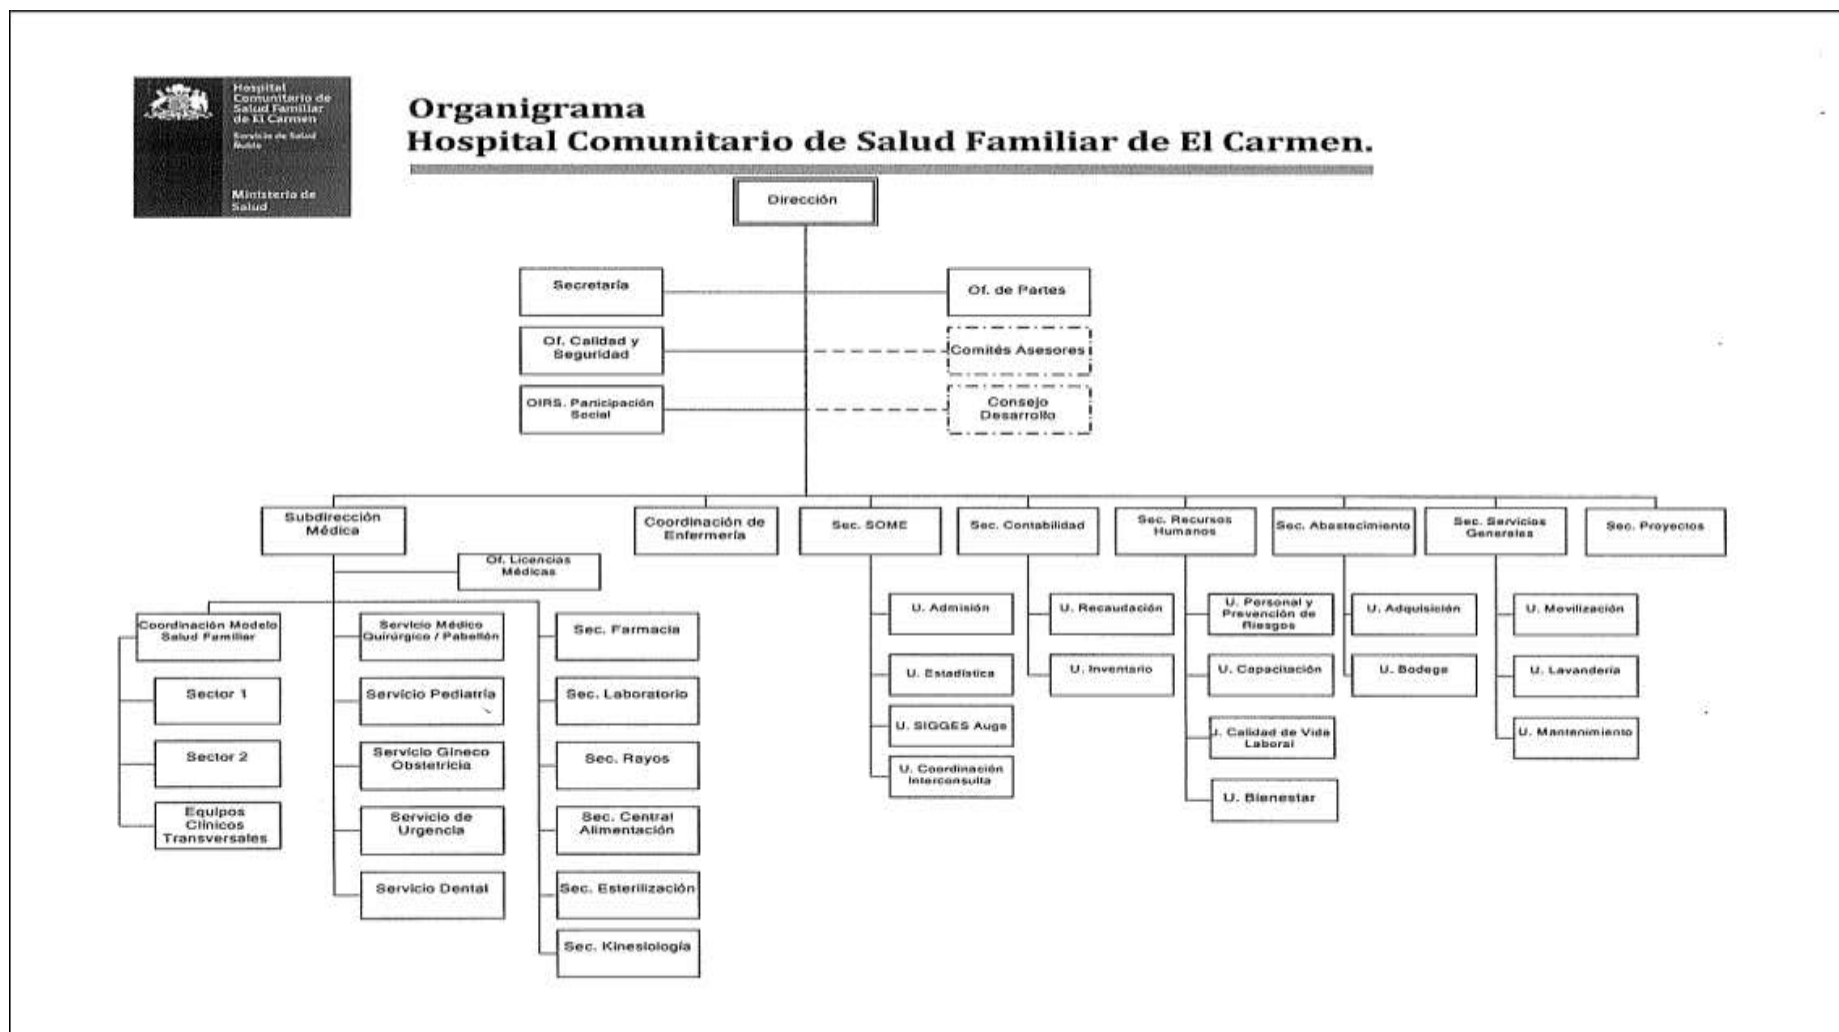 Hospital
Comunitario de
Salud Familiar
de El Carmen
Servicio de Salud
Ñuble
Ministerio de
Salud
Organigrama
Hospital Comunitario de Salud Familiar de El Carmen.
Dirección
Secretaría
Of. de Partes
Of. Calidad y
Seguridad
Comités Asesores
OIRS. Participación
Social
Consejo
Desarrollo
Subdirección
Médica
Coordinación de
Enfermería
Sec. SOME
Sec. Contabilidad
Sec. Recursos
Humanos
Sec. Abastecimiento
Sec. Servicios
Generales
Sec. Proyectos
Of. Licencias
Médicas
Coordinación Modelo
Salud Familiar
Sector 1
Sector 2
Equipos
Clínicos
Transversales
Servicio Médico
Quirúrgico / Pabellón
Servicio Pediatría
Servicio Gineco
Obstetricia
Servicio de
Urgencia
Servicio Dental
Sec. Farmacia
Sec. Laboratorio
Sec. Rayos
Sec. Central
Alimentación
Sec. Esterilización
Sec. Kinesiología
U. Admisión
U. Estadística
U. SIGGES Auge
U. Coordinación
Interconsulta
U. Recaudación
U. Inventario
U. Personal y
Prevención de
Riesgos
U. Capacitación
J. Calidad de Vida
Laboral
U. Bienestar
U. Adquisición
U. Bodega
U. Movilización
U. Lavandería
U. Mantenimiento